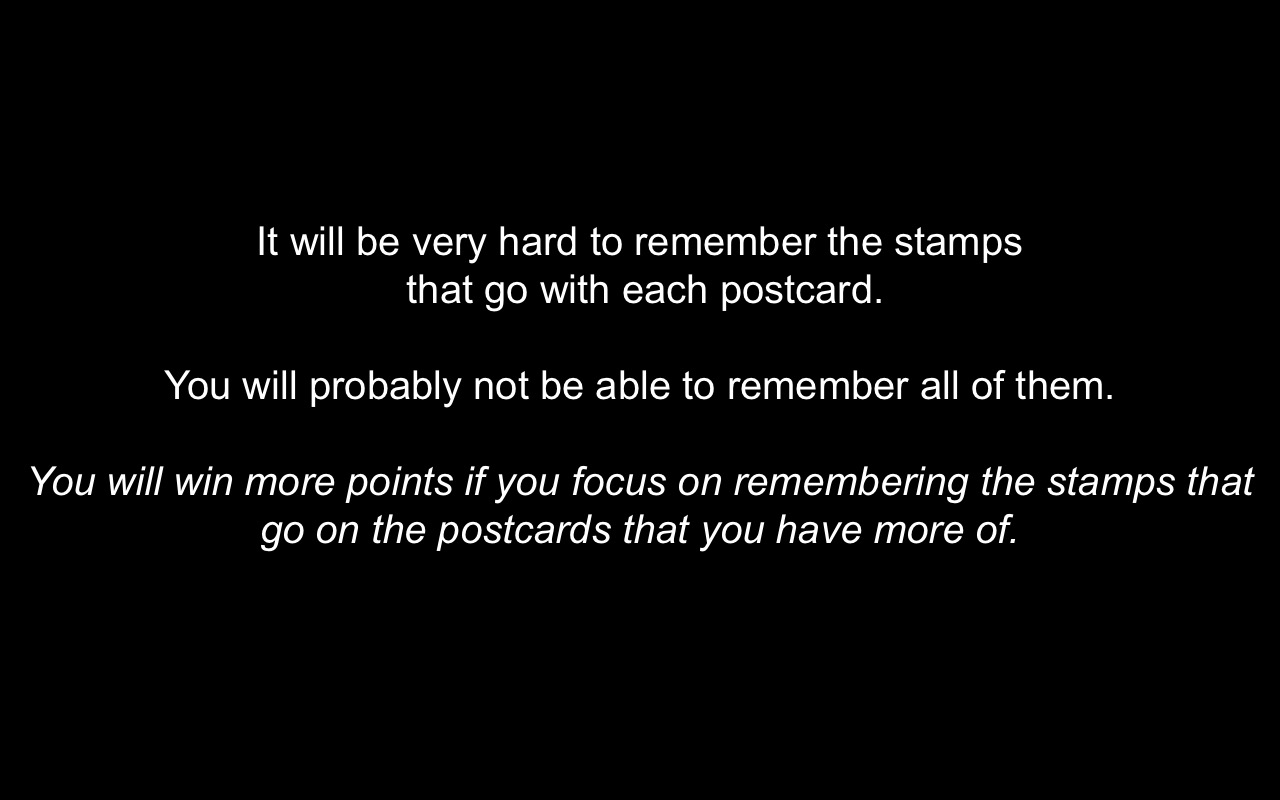 It will be very hard to remember the stamps
that go with each postcard.
You will probably not be able to remember all of them.
You will win more points if you focus on remembering the stamps that
go on the postcards that you have more of.